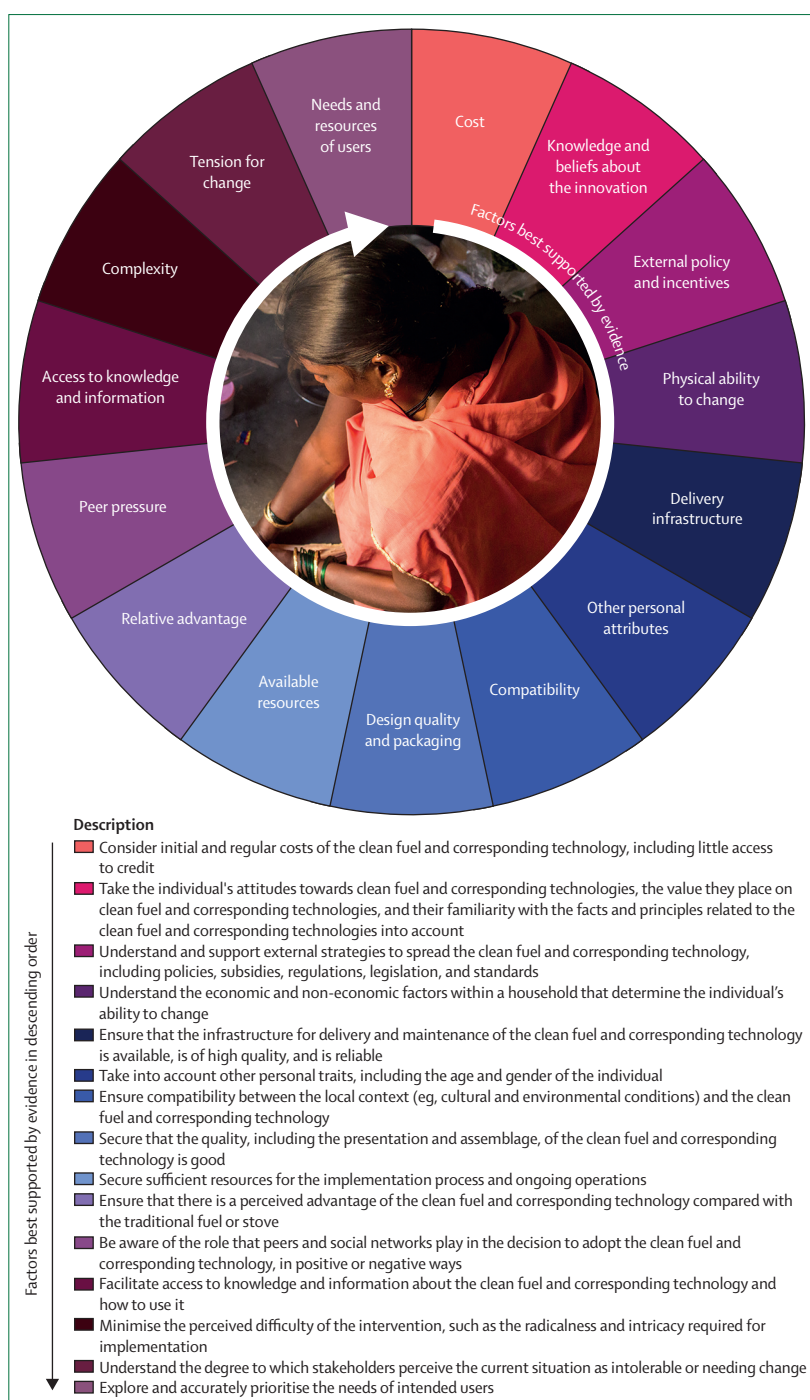 Needs and
resources
of users
Cost
Knowledge and
beliefs about
the innovation
External policy
and incentives
Physical ability
to change
Delivery
infrastructure
Other personal
attributes
Compatibility
Design quality
and packaging
Available
resources
Relative advantage
Peer pressure
Access to knowledge
and information
Complexity
Tension for
change
Factors best supported by evidence
Description
Consider initial and regular costs of the clean fuel and corresponding technology, including little access
to credit
Take the individual's attitudes towards clean fuel and corresponding technologies, the value they place on
clean fuel and corresponding technologies, and their familiarity with the facts and principles related to the
clean fuel and corresponding technologies into account
Understand and support external strategies to spread the clean fuel and corresponding technology,
including policies, subsidies, regulations, legislation, and standards
Understand the economic and non-economic factors within a household that determine the individual’s
ability to change
Ensure that the infrastructure for delivery and maintenance of the clean fuel and corresponding technology
is available, is of high quality, and is reliable
Take into account other personal traits, including the age and gender of the individual
Ensure compatibility between the local context (eg, cultural and environmental conditions) and the clean
fuel and corresponding technology
Secure that the quality, including the presentation and assemblage, of the clean fuel and corresponding
technology is good
Secure sufficient resources for the implementation process and ongoing operations
Ensure that there is a perceived advantage of the clean fuel and corresponding technology compared with
the traditional fuel or stove
Be aware of the role that peers and social networks play in the decision to adopt the clean fuel and
corresponding technology, in positive or negative ways
Facilitate access to knowledge and information about the clean fuel and corresponding technology and
how to use it
Minimise the perceived difficulty of the intervention, such as the radicalness and intricacy required for
implementation
Understand the degree to which stakeholders perceive the current situation as intolerable or needing change
Explore and accurately prioritise the needs of intended users
Factors best supported by evidence in descending order